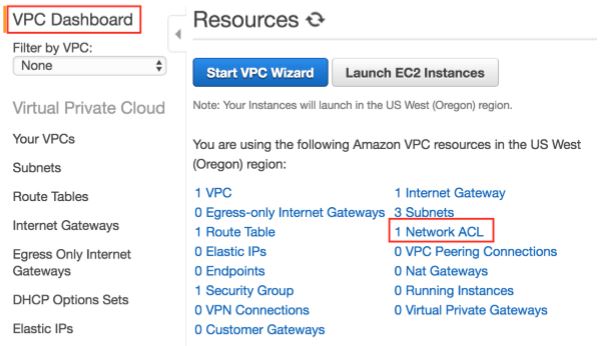 VPC Dashboard
Filter by VPC:
None
Virtual Private Cloud
Your VPCs
Subnets
Route Tables
Internet Gateways
Egress Only Internet
Gateways
DHCP Options Sets
Elastic IPs
Resources
Start VPC Wizard
Launch EC2 Instances
Note: Your Instances will launch in the US West (Oregon) region.
You are using the following Amazon VPC resources in the US West
(Oregon) region:
1 VPC
1 Internet Gateway
0 Egress-only Internet Gateways
3 Subnets
1 Route Table
1 Network ACL
0 Elastic IPs
0 VPC Peering Connections
0 Endpoints
0 Nat Gateways
1 Security Group
0 Running Instances
0 VPN Connections
0 Virtual Private Gateways
0 Customer Gateways